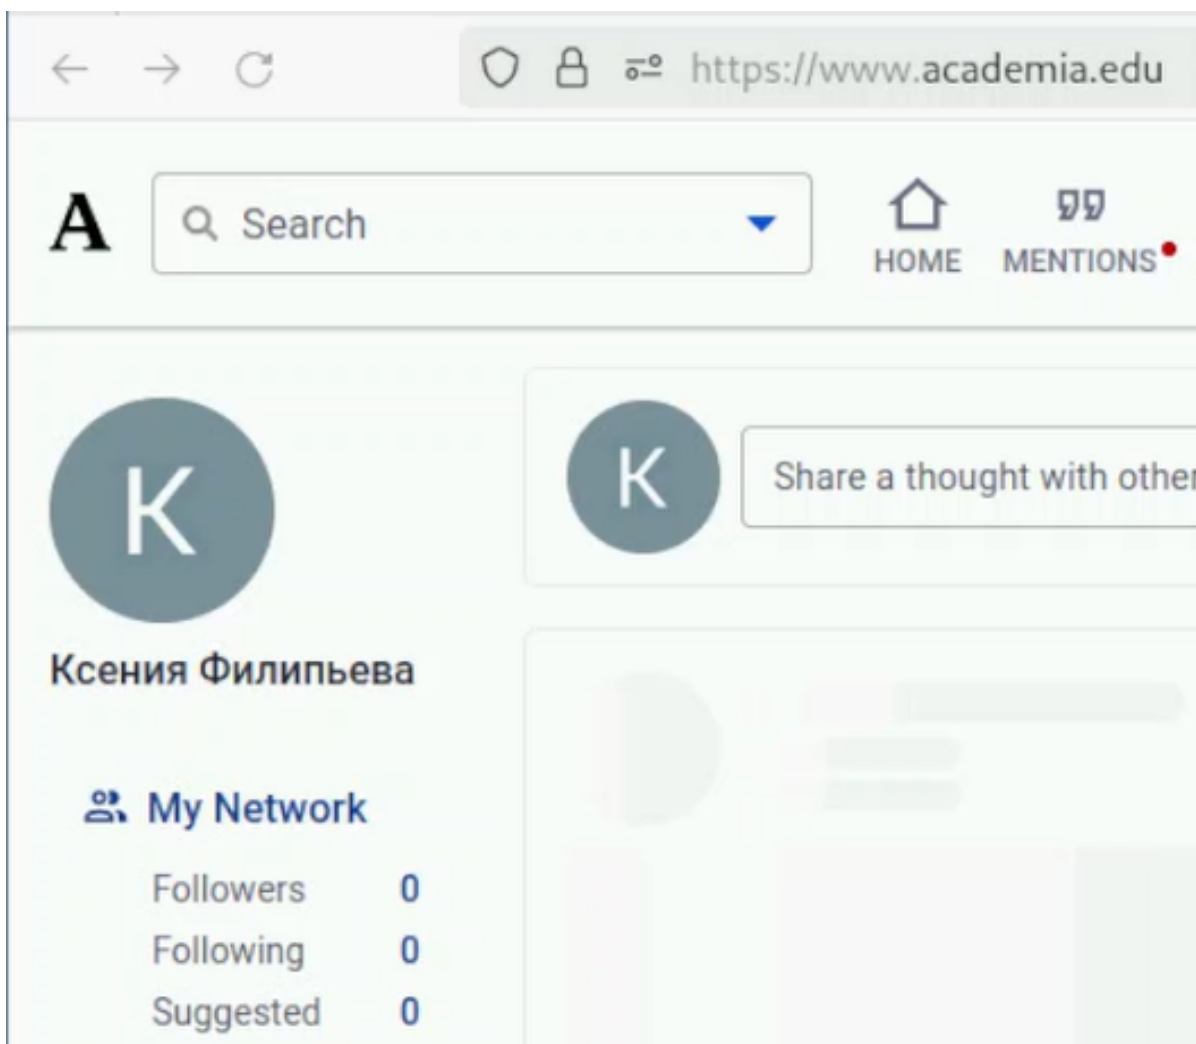 https://www.academia.edu
A
Search
HOME
MENTIONS
K
K
Share a thought with other
Ксения Филипьева
My Network
Followers 0
Following 0
Suggested 0